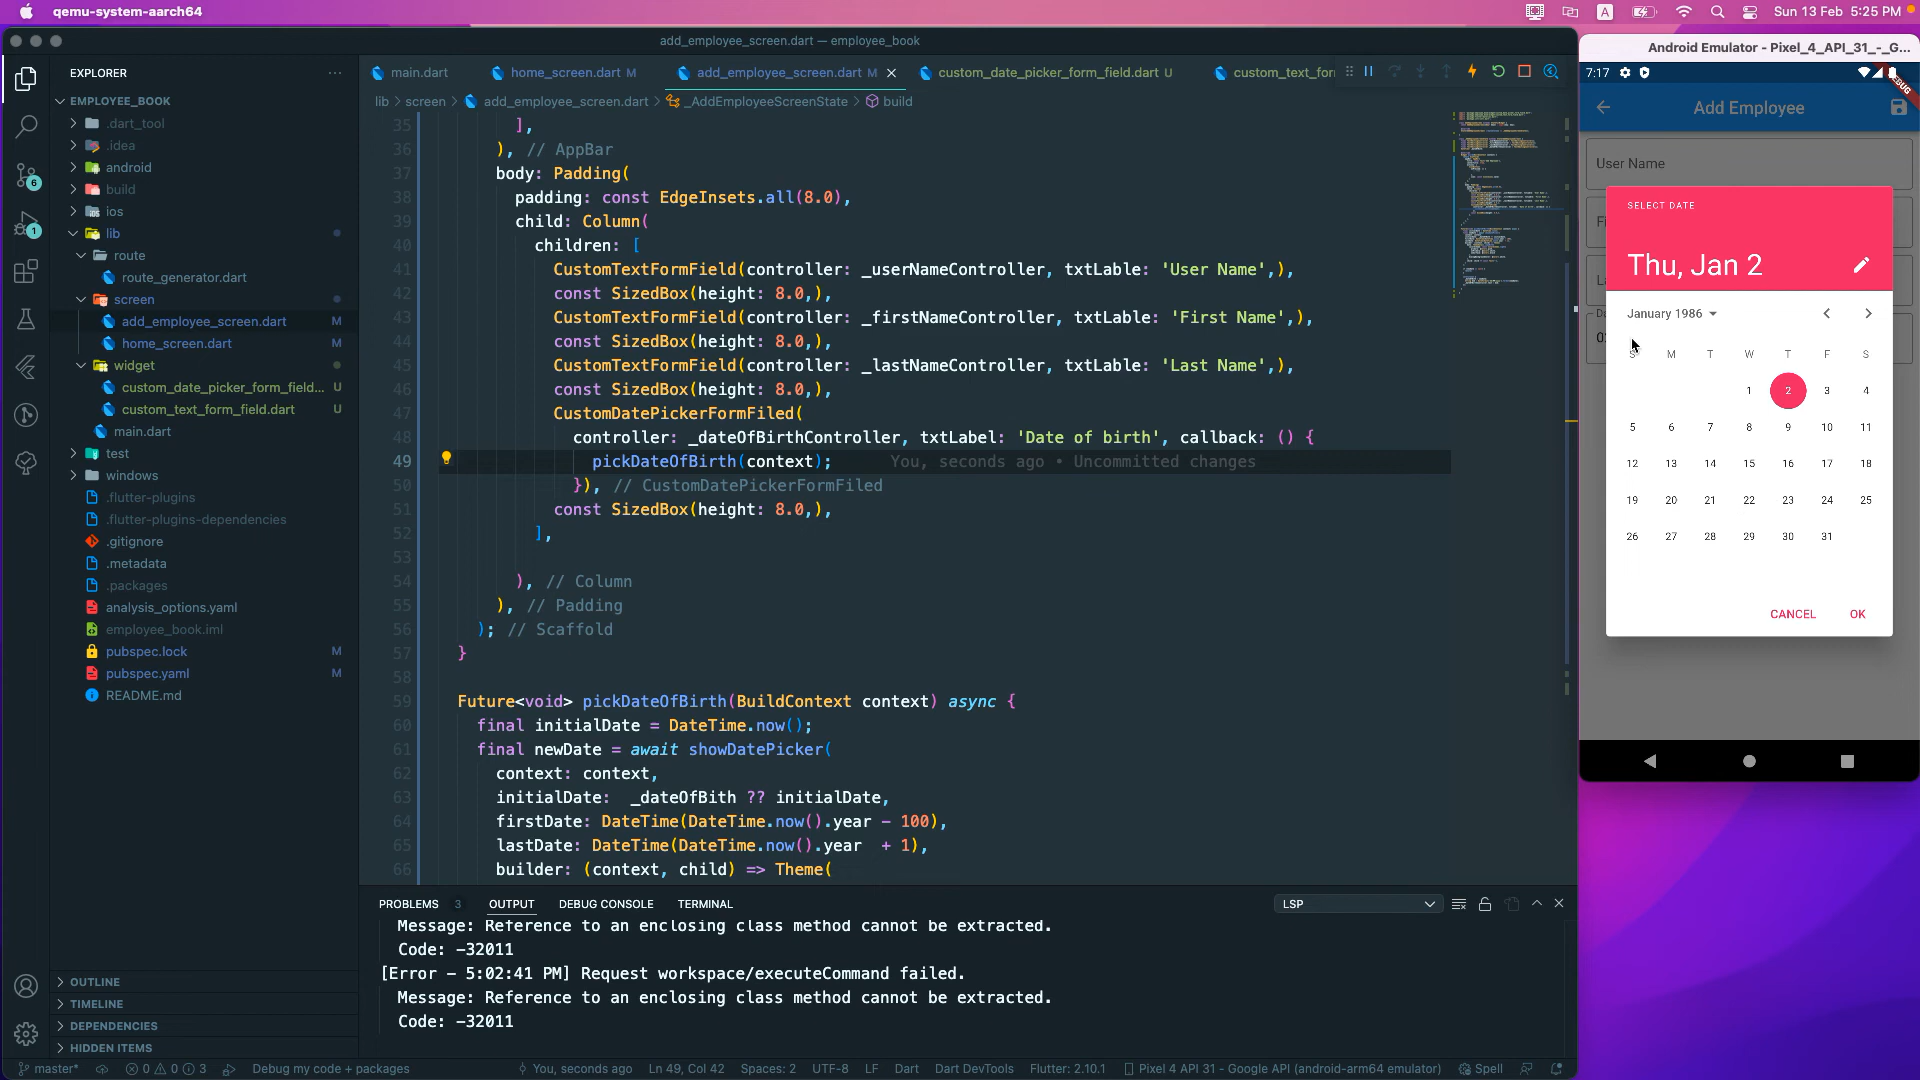 qemu-system-aarch64
A
Sun 13 Feb 5:25 PM
add_employee_screen.dart — employee_book
EXPLORER
EMPLOYEE_BOOK
.dart_tool
.idea
android
build
ios
lib
route
route_generator.dart
screen
add_employee_screen.dart M
home_screen.dart M
widget
custom_date_picker_form_field... U
custom_text_form_field.dart U
main.dart
test
windows
.flutter-plugins
.flutter-plugins-dependencies
.gitignore
.metadata
.packages
analysis_options.yaml
employee_book.iml
pubspec.lock M
pubspec.yaml M
README.md
OUTLINE
TIMELINE
DEPENDENCIES
HIDDEN ITEMS
6
1
main.dart
home_screen.dart M
add_employee_screen.dart M
custom_date_picker_form_field.dart U
custom_text_for
lib > screen > add_employee_screen.dart > _AddEmployeeScreenState > build
35 ],
36 ), // AppBar
37 body: Padding(
38 padding: const EdgeInsets.all(8.0),
39 child: Column(
40 children: [
41 CustomTextFormField(controller: _userNameController, txtLable: 'User Name',),
42 const SizedBox(height: 8.0,),
43 CustomTextFormField(controller: _firstNameController, txtLable: 'First Name',),
44 const SizedBox(height: 8.0,),
45 CustomTextFormField(controller: _lastNameController, txtLable: 'Last Name',),
46 const SizedBox(height: 8.0,),
47 CustomDatePickerFormFiled(
48 controller: _dateOfBirthController, txtLabel: 'Date of birth', callback: () {
49 pickDateOfBirth(context); You, seconds ago • Uncommitted changes
50 }), // CustomDatePickerFormFiled
51 const SizedBox(height: 8.0,),
52 ],
53
54 ), // Column
55 ), // Padding
56 ); // Scaffold
57 }
58
59 Future<void> pickDateOfBirth(BuildContext context) async {
60 final initialDate = DateTime.now();
61 final newDate = await showDatePicker(
62 context: context,
63 initialDate: _dateOfBith ?? initialDate,
64 firstDate: DateTime(DateTime.now().year - 100),
65 lastDate: DateTime(DateTime.now().year + 1),
66 builder: (context, child) => Theme(
PROBLEMS 3 OUTPUT DEBUG CONSOLE TERMINAL LSP
Message: Reference to an enclosing class method cannot be extracted.
Code: -32011
[Error - 5:02:41 PM] Request workspace/executeCommand failed.
Message: Reference to an enclosing class method cannot be extracted.
Code: -32011
master* 0 0 3 Debug my code + packages You, seconds ago Ln 49, Col 42 Spaces: 2 UTF-8 LF Dart Dart DevTools Flutter: 2.10.1 Pixel 4 API 31 - Google API (android-arm64 emulator) Spell
Android Emulator - Pixel_4_API_31_-_G...
7:17
Add Employee
User Name
SELECT DATE
Thu, Jan 2
January 1986
S M T W T F S
1 2 3 4
5 6 7 8 9 10 11
12 13 14 15 16 17 18
19 20 21 22 23 24 25
26 27 28 29 30 31
CANCEL OK